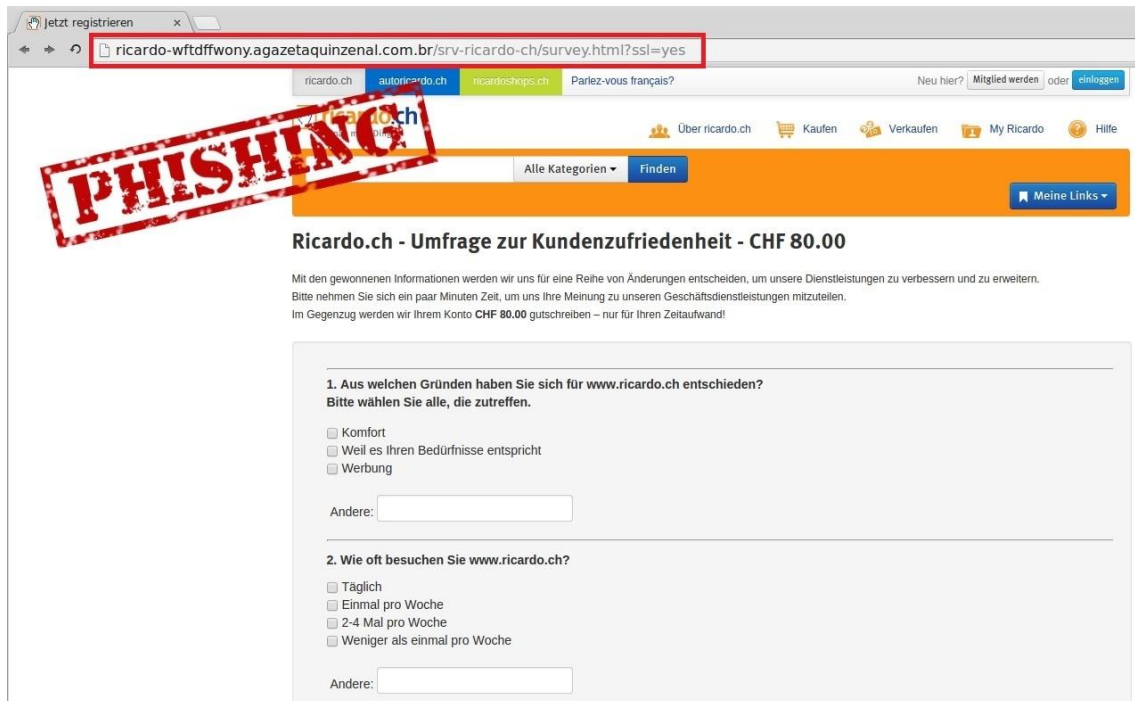 Jetzt registrieren
ricardo-wftdffwony.agazetaquinzenal.com.br/srv-ricardo-ch/survey.html?ssl=yes
ricardo.ch autoricardo.ch ricardoshops.ch Parlez-vous français? Neu hier? Mitglied werden oder einloggen
ricardo.ch
PHISHING
Über ricardo.ch Kaufen Verkaufen My Ricardo Hilfe
Alle Kategorien Finden
Meine Links
Ricardo.ch - Umfrage zur Kundenzufriedenheit - CHF 80.00
Mit den gewonnenen Informationen werden wir uns für eine Reihe von Änderungen entscheiden, um unsere Dienstleistungen zu verbessern und zu erweitern.
Bitte nehmen Sie sich ein paar Minuten Zeit, um uns Ihre Meinung zu unseren Geschäftsdienstleistungen mitzuteilen.
Im Gegenzug werden wir Ihrem Konto CHF 80.00 gutschreiben – nur für Ihren Zeitaufwand!
1. Aus welchen Gründen haben Sie sich für www.ricardo.ch entschieden?
Bitte wählen Sie alle, die zutreffen.
Komfort
Weil es Ihren Bedürfnisse entspricht
Werbung
Andere:
2. Wie oft besuchen Sie www.ricardo.ch?
Täglich
Einmal pro Woche
2-4 Mal pro Woche
Weniger als einmal pro Woche
Andere: